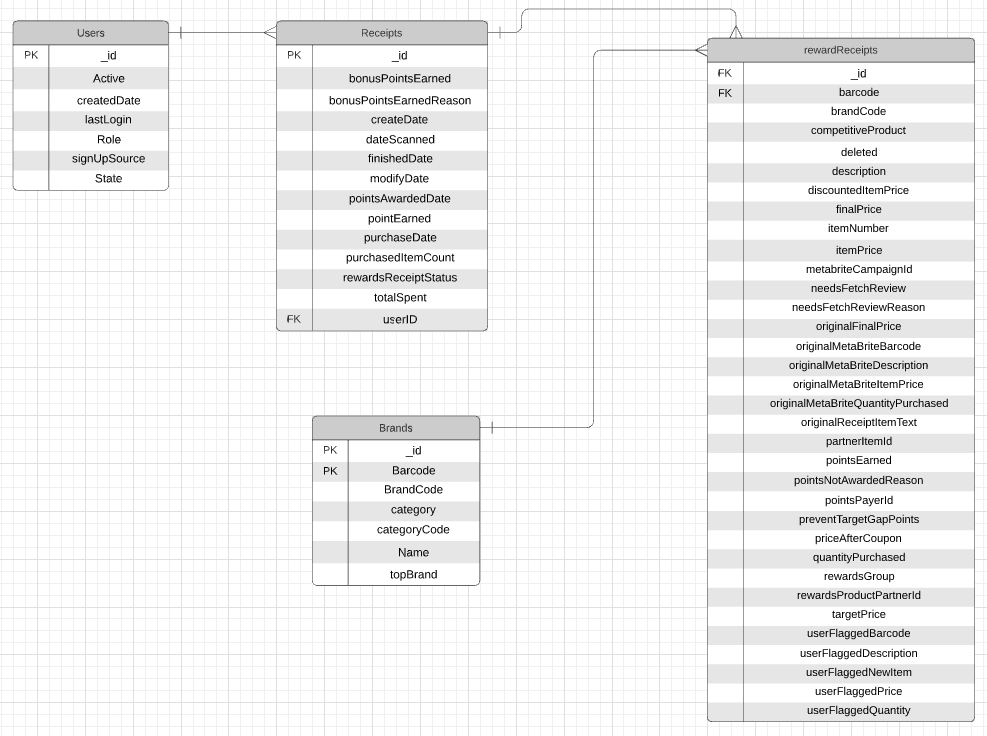 Users
PK _id
Active
createdDate
lastLogin
Role
signUpSource
State
Receipts
PK _id
bonusPointsEarned
bonusPointsEarnedReason
createDate
dateScanned
finishedDate
modifyDate
pointsAwardedDate
pointEarned
purchaseDate
purchasedItemCount
rewardsReceiptStatus
totalSpent
FK userID
Brands
PK _id
PK Barcode
BrandCode
category
categoryCode
Name
topBrand
rewardReceipts
FK _id
FK barcode
brandCode
competitiveProduct
deleted
description
discountedItemPrice
finalPrice
itemNumber
itemPrice
metabriteCampaignId
needsFetchReview
needsFetchReviewReason
originalFinalPrice
originalMetaBriteBarcode
originalMetaBriteDescription
originalMetaBriteItemPrice
originalMetaBriteQuantityPurchased
originalReceiptItemText
partnerItemId
pointsEarned
pointsNotAwardedReason
pointsPayerId
preventTargetGapPoints
priceAfterCoupon
quantityPurchased
rewardsGroup
rewardsProductPartnerId
targetPrice
userFlaggedBarcode
userFlaggedDescription
userFlaggedNewItem
userFlaggedPrice
userFlaggedQuantity